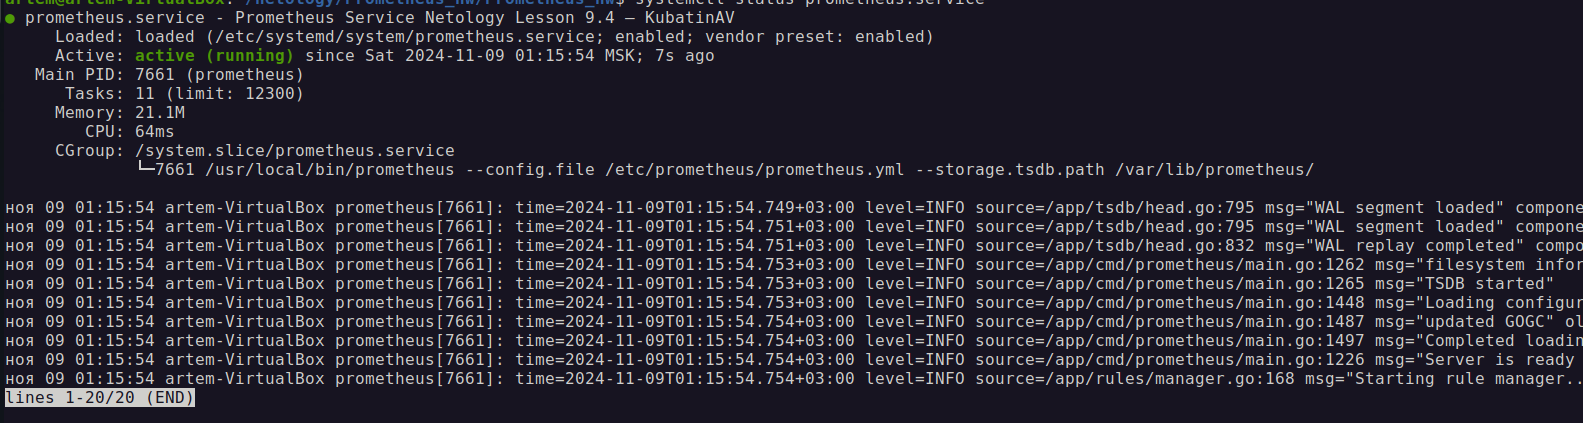 artem@artem-VirtualBox:~/netology/Prometheus_hw/Prometheus_hw$ systemctl status prometheus.service
● prometheus.service - Prometheus Service Netology Lesson 9.4 — KubatinAV
Loaded: loaded (/etc/systemd/system/prometheus.service; enabled; vendor preset: enabled)
Active: active (running) since Sat 2024-11-09 01:15:54 MSK; 7s ago
Main PID: 7661 (prometheus)
Tasks: 11 (limit: 12300)
Memory: 21.1M
CPU: 64ms
CGroup: /system.slice/prometheus.service
└─7661 /usr/local/bin/prometheus --config.file /etc/prometheus/prometheus.yml --storage.tsdb.path /var/lib/prometheus/
ноя 09 01:15:54 artem-VirtualBox prometheus[7661]: time=2024-11-09T01:15:54.749+03:00 level=INFO source=/app/tsdb/head.go:795 msg="WAL segment loaded" compone
ноя 09 01:15:54 artem-VirtualBox prometheus[7661]: time=2024-11-09T01:15:54.751+03:00 level=INFO source=/app/tsdb/head.go:795 msg="WAL segment loaded" compone
ноя 09 01:15:54 artem-VirtualBox prometheus[7661]: time=2024-11-09T01:15:54.751+03:00 level=INFO source=/app/tsdb/head.go:832 msg="WAL replay completed" compo
ноя 09 01:15:54 artem-VirtualBox prometheus[7661]: time=2024-11-09T01:15:54.753+03:00 level=INFO source=/app/cmd/prometheus/main.go:1262 msg="filesystem infor
ноя 09 01:15:54 artem-VirtualBox prometheus[7661]: time=2024-11-09T01:15:54.753+03:00 level=INFO source=/app/cmd/prometheus/main.go:1265 msg="TSDB started"
ноя 09 01:15:54 artem-VirtualBox prometheus[7661]: time=2024-11-09T01:15:54.753+03:00 level=INFO source=/app/cmd/prometheus/main.go:1448 msg="Loading configur
ноя 09 01:15:54 artem-VirtualBox prometheus[7661]: time=2024-11-09T01:15:54.754+03:00 level=INFO source=/app/cmd/prometheus/main.go:1487 msg="updated GOGC" ol
ноя 09 01:15:54 artem-VirtualBox prometheus[7661]: time=2024-11-09T01:15:54.754+03:00 level=INFO source=/app/cmd/prometheus/main.go:1497 msg="Completed loadin
ноя 09 01:15:54 artem-VirtualBox prometheus[7661]: time=2024-11-09T01:15:54.754+03:00 level=INFO source=/app/cmd/prometheus/main.go:1226 msg="Server is ready
ноя 09 01:15:54 artem-VirtualBox prometheus[7661]: time=2024-11-09T01:15:54.754+03:00 level=INFO source=/app/rules/manager.go:168 msg="Starting rule manager..
lines 1-20/20 (END)